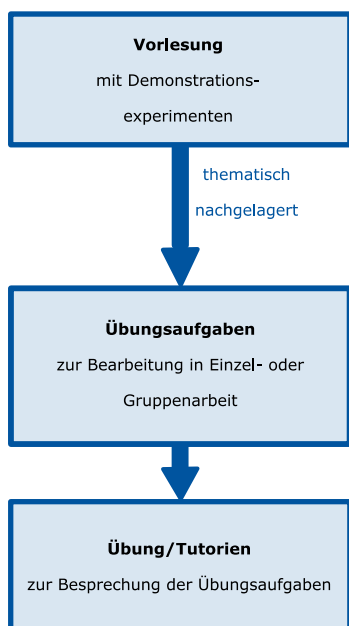 Vorlesung
mit Demonstrations-
experimenten
thematisch
nachgelagert
Übungsaufgaben
zur Bearbeitung in Einzel- oder
Gruppenarbeit
Übung/Tutorien
zur Besprechung der Übungsaufgaben